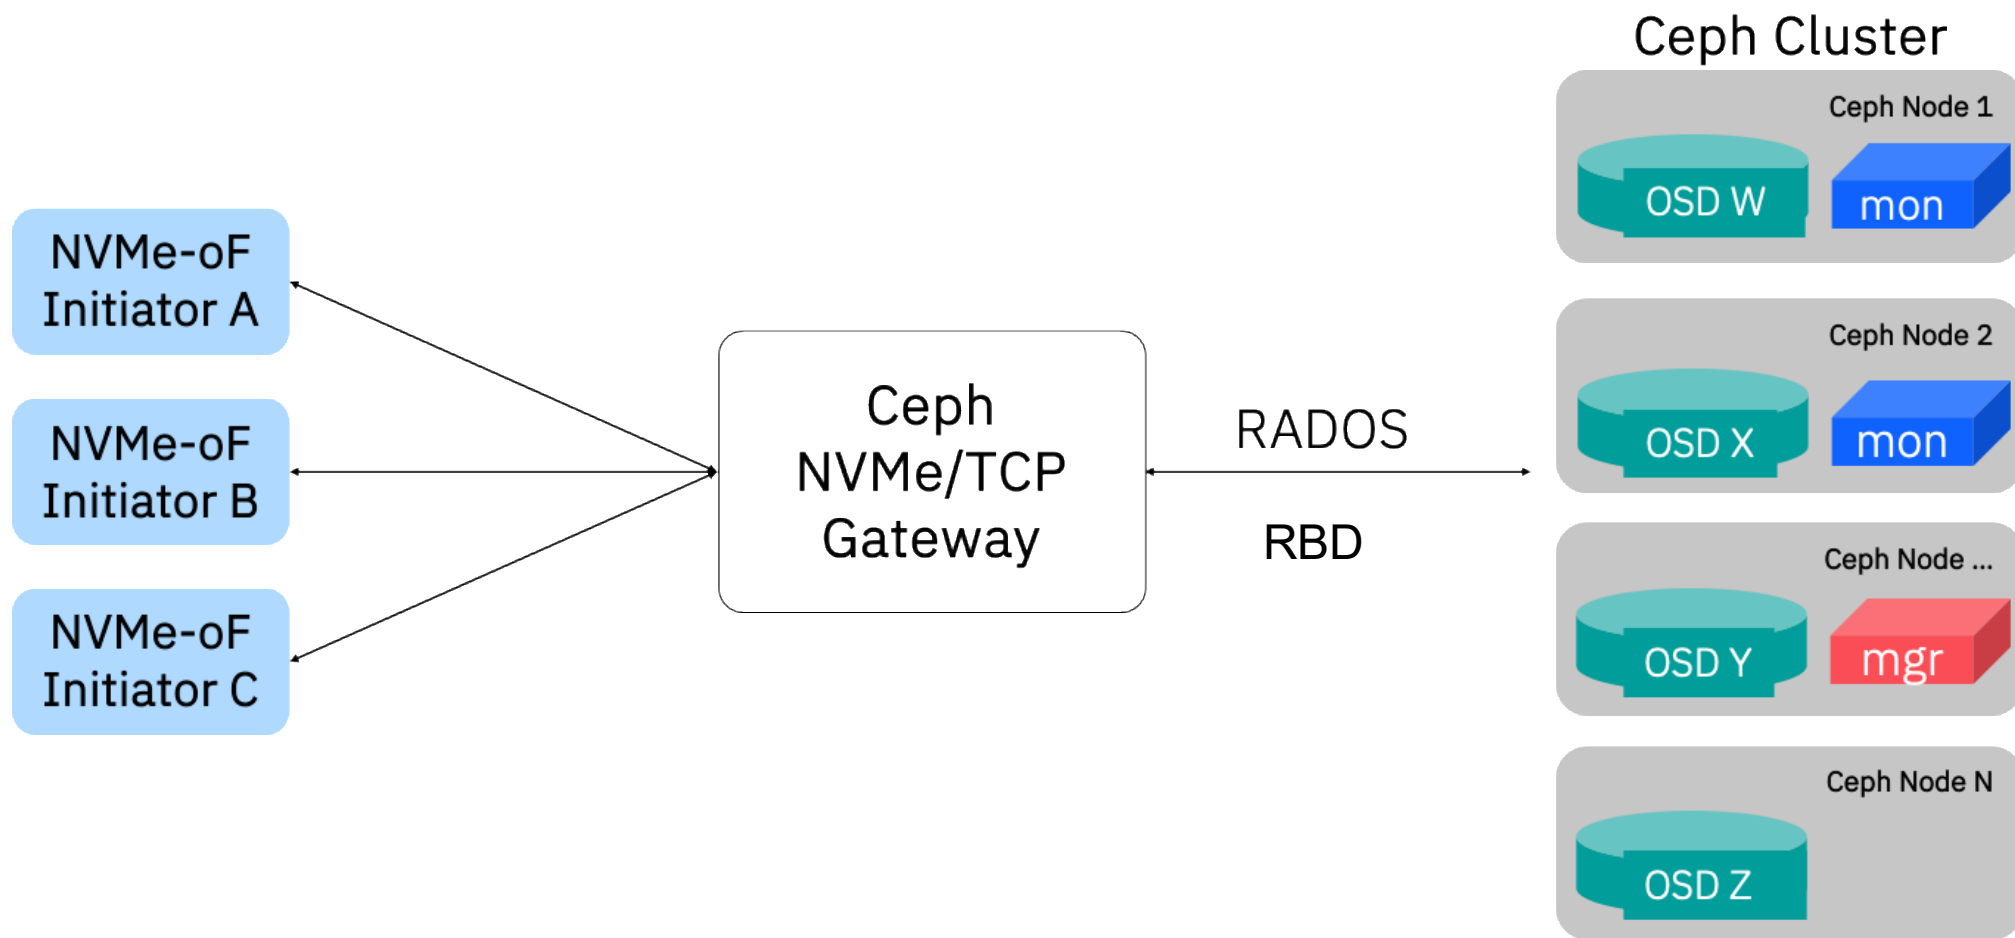 NVMe-oF
Initiator A
NVMe-oF
Initiator B
NVMe-oF
Initiator C
Ceph
NVMe/TCP
Gateway
RADOS
RBD
Ceph Cluster
Ceph Node 1
OSD W
mon
Ceph Node 2
OSD X
mon
Ceph Node ...
OSD Y
mgr
Ceph Node N
OSD Z